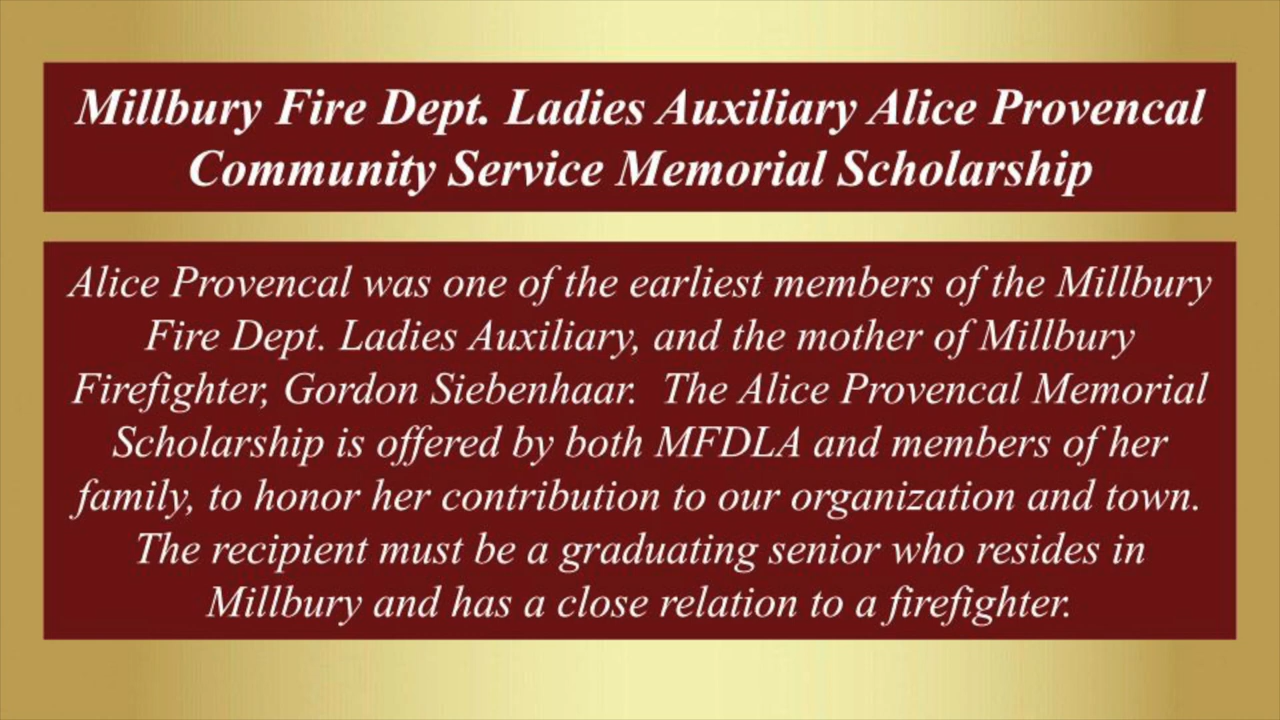 Millbury Fire Dept. Ladies Auxiliary Alice Provencal
Community Service Memorial Scholarship
Alice Provencal was one of the earliest members of the Millbury
Fire Dept. Ladies Auxiliary, and the mother of Millbury
Firefighter, Gordon Siebenhaar.  The Alice Provencal Memorial
Scholarship is offered by both MFDLA and members of her
family, to honor her contribution to our organization and town.
The recipient must be a graduating senior who resides in
Millbury and has a close relation to a firefighter.